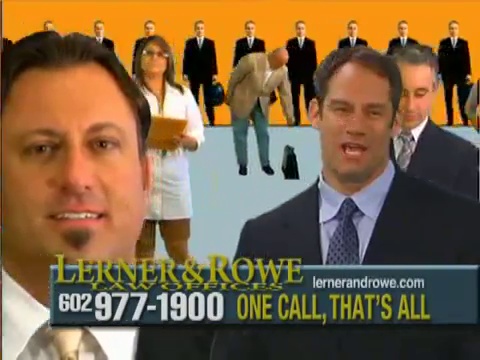 LERNER & ROWE
LAW OFFICES
lernerandrowe.com
602 977-1900 ONE CALL, THAT'S ALL